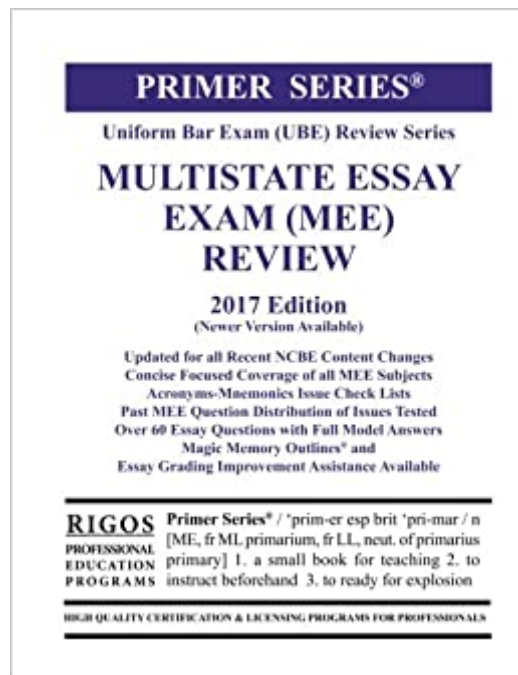 PRIMER SERIES®
Uniform Bar Exam (UBE) Review Series
MULTISTATE ESSAY
EXAM (MEE)
REVIEW
2017 Edition
(Newer Version Available)
Updated for all Recent NCBE Content Changes
Concise Focused Coverage of all MEE Subjects
Acronyms-Mnemonics Issue Check Lists
Past MEE Question Distribution of Issues Tested
Over 60 Essay Questions with Full Model Answers
Magic Memory Outlines® and
Essay Grading Improvement Assistance Available
RIGOS
PROFESSIONAL
EDUCATION
PROGRAMS
Primer Series® / 'prim-er esp brit 'pri-mar / n
[ME, fr ML primarium, fr LL, neut. of primarius
primary] 1. a small book for teaching 2. to
instruct beforehand 3. to ready for explosion
HIGH QUALITY CERTIFICATION & LICENSING PROGRAMS FOR PROFESSIONALS